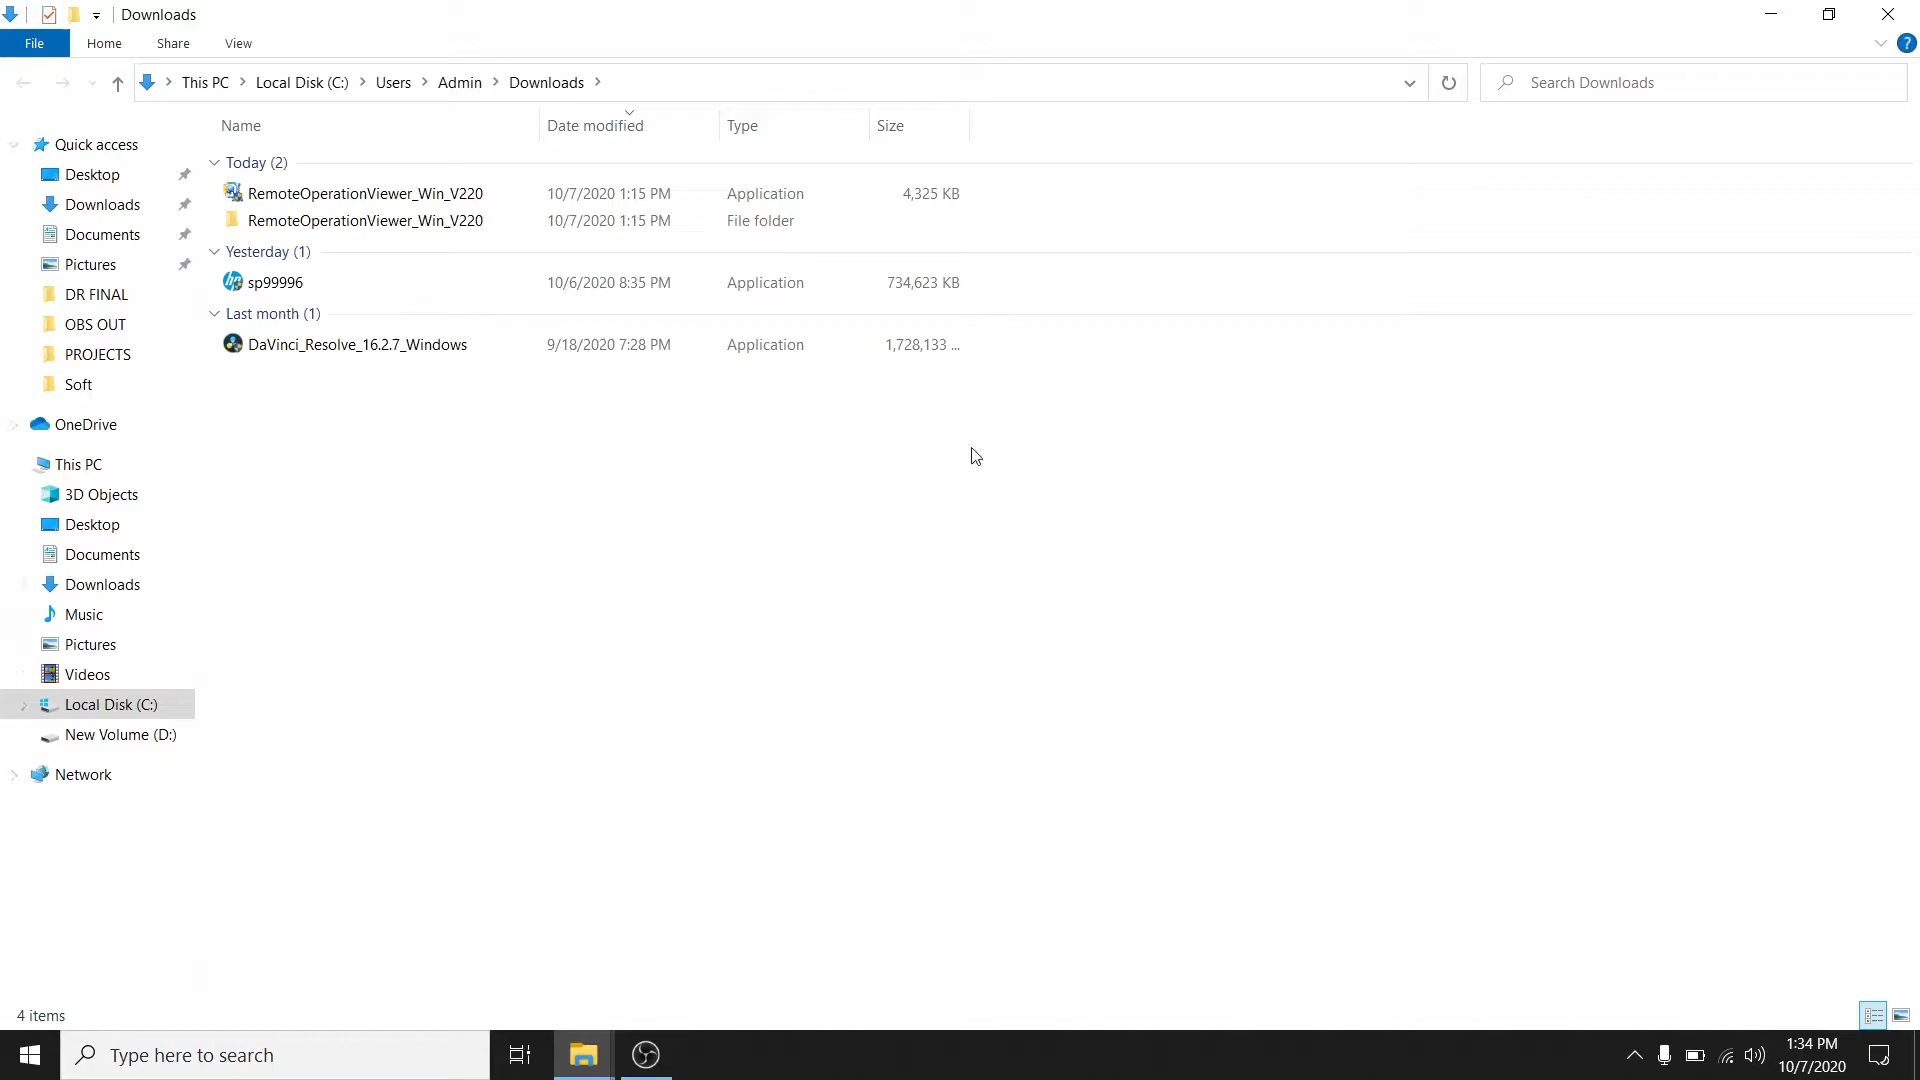 Downloads
File Home Share View
This PC Local Disk (C:) Users Admin Downloads
Search Downloads
Name Date modified Type Size
Quick access
Desktop
Downloads
Documents
Pictures
DR FINAL
OBS OUT
PROJECTS
Soft
OneDrive
This PC
3D Objects
Desktop
Documents
Downloads
Music
Pictures
Videos
Local Disk (C:)
New Volume (D:)
Network
Today (2)
RemoteOperationViewer_Win_V220 10/7/2020 1:15 PM Application 4,325 KB
RemoteOperationViewer_Win_V220 10/7/2020 1:15 PM File folder
Yesterday (1)
sp99996 10/6/2020 8:35 PM Application 734,623 KB
Last month (1)
DaVinci_Resolve_16.2.7_Windows 9/18/2020 7:28 PM Application 1,728,133 ...
4 items
Type here to search
1:34 PM
10/7/2020